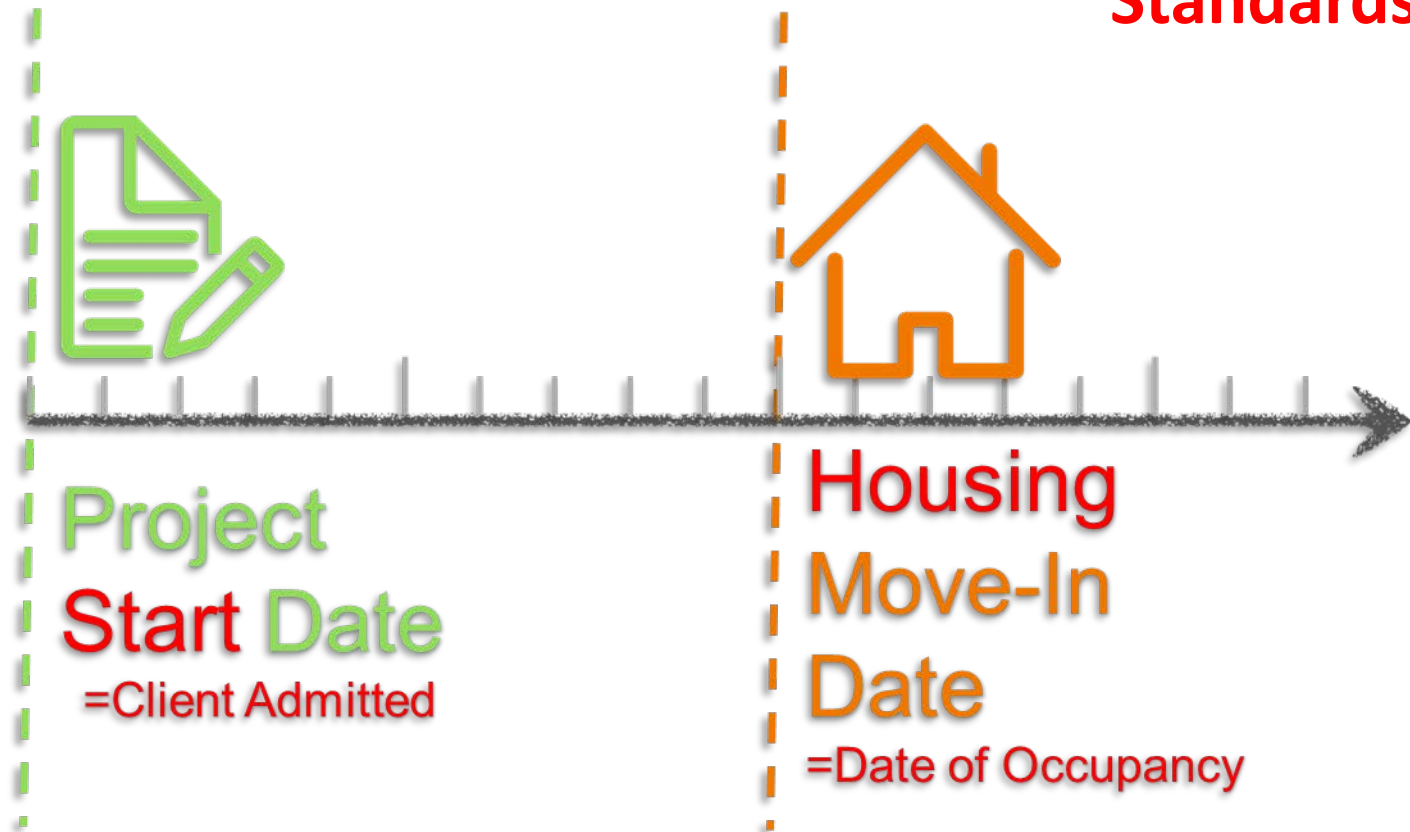 Standards
Project
Start Date
=Client Admitted
Housing
Move-In
Date
=Date of Occupancy